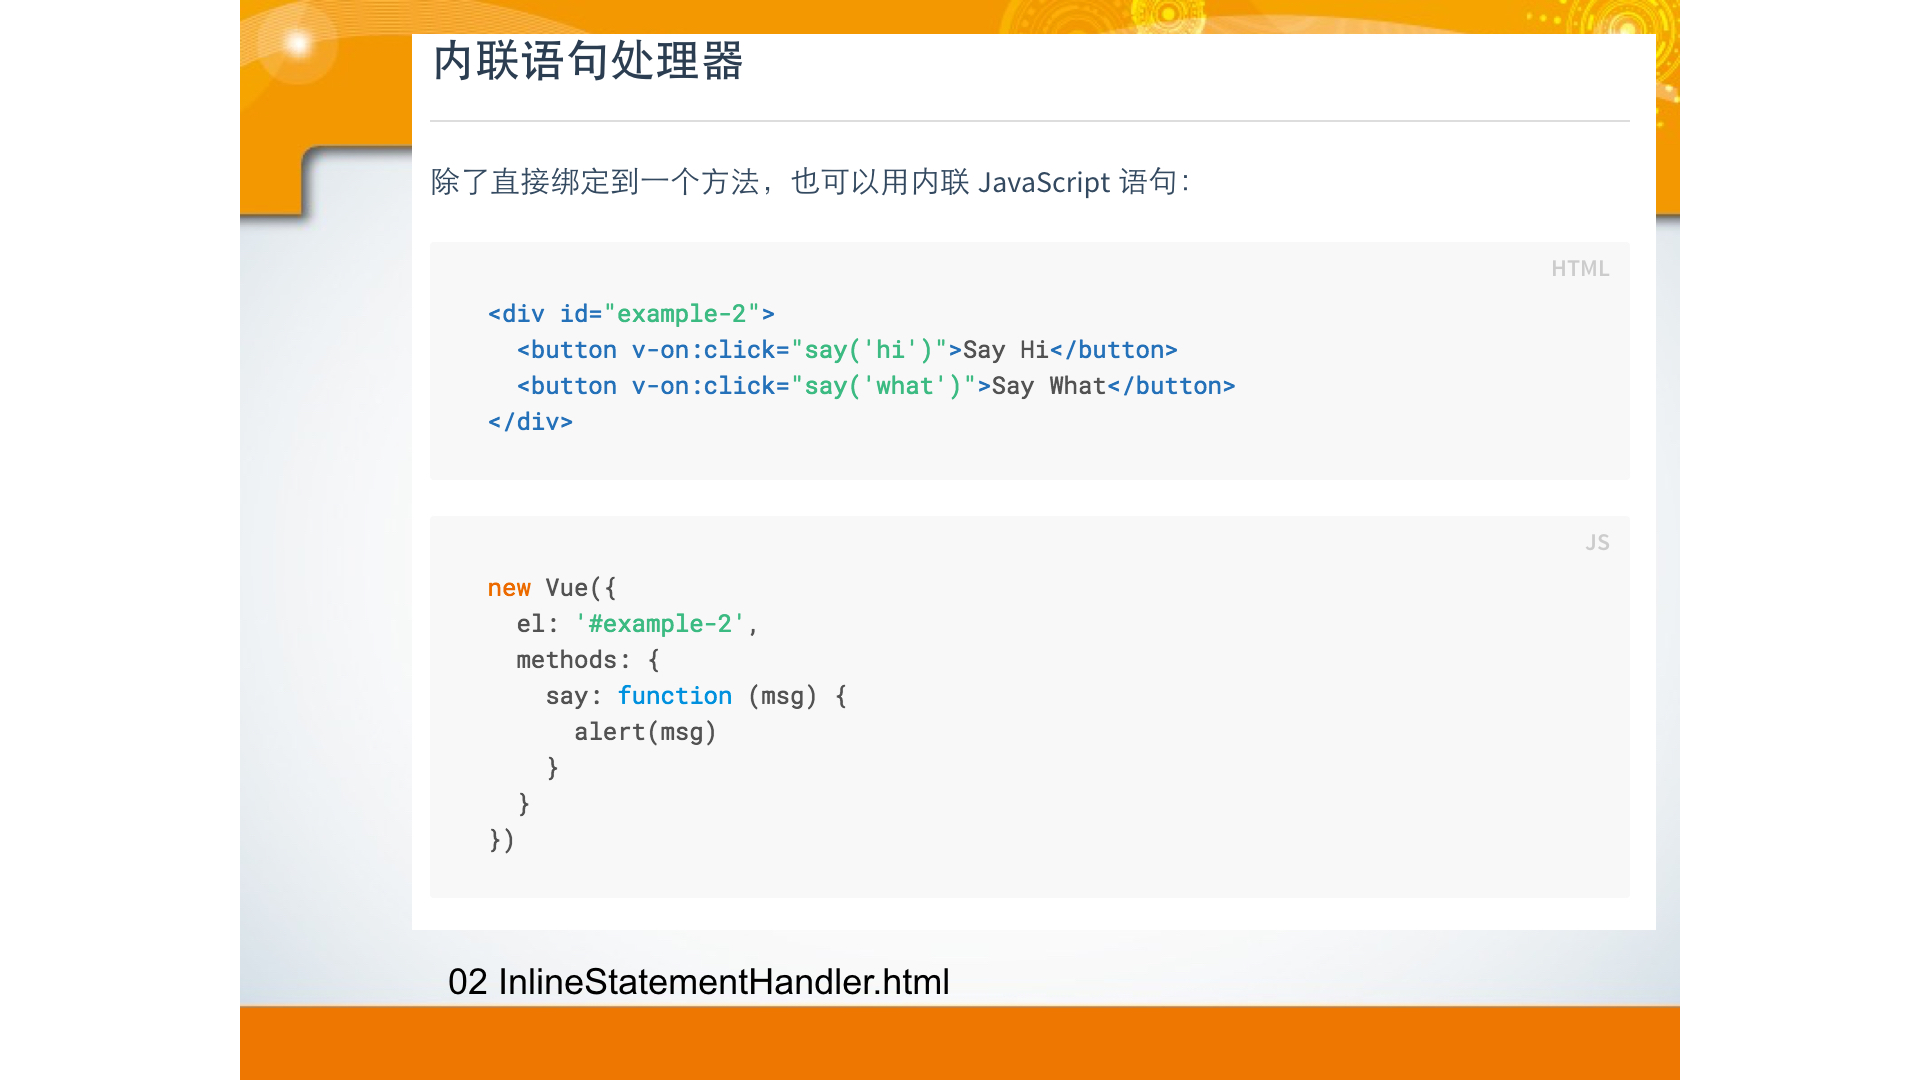 内联语句处理器
除了直接绑定到一个方法，也可以用内联 JavaScript 语句：
HTML
<div id="example-2">
  <button v-on:click="say('hi')">Say Hi</button>
  <button v-on:click="say('what')">Say What</button>
</div>
JS
new Vue({
  el: '#example-2',
  methods: {
    say: function (msg) {
      alert(msg)
    }
  }
})
02 InlineStatementHandler.html